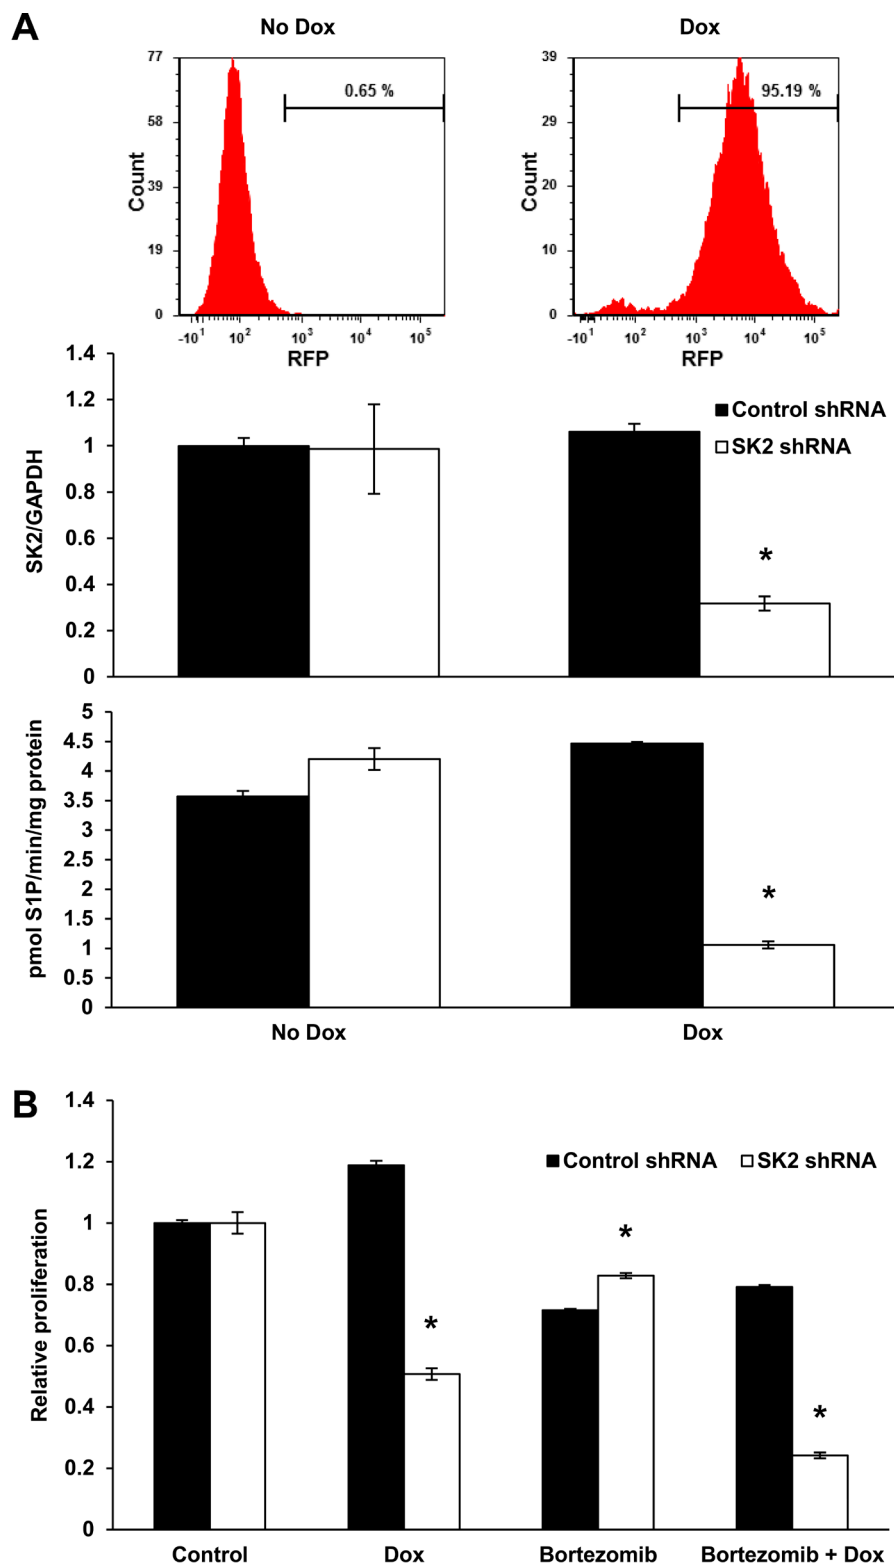 A
No Dox
Dox
77
58
39
19
0
Count
0.65 %
-10¹ 10² 10³ 10⁴ 10⁵
RFP
39
29
20
10
0
Count
95.19 %
-10¹ 10² 10³ 10⁴ 10⁵
RFP
1.4
1.2
1
0.8
0.6
0.4
0.2
0
SK2/GAPDH
Control shRNA
SK2 shRNA
*
5
4.5
4
3.5
3
2.5
2
1.5
1
0.5
0
pmol S1P/min/mg protein
*
No Dox
Dox
B
1.4
1.2
1
0.8
0.6
0.4
0.2
0
Relative proliferation
Control shRNA
SK2 shRNA
*
*
*
Control
Dox
Bortezomib
Bortezomib + Dox